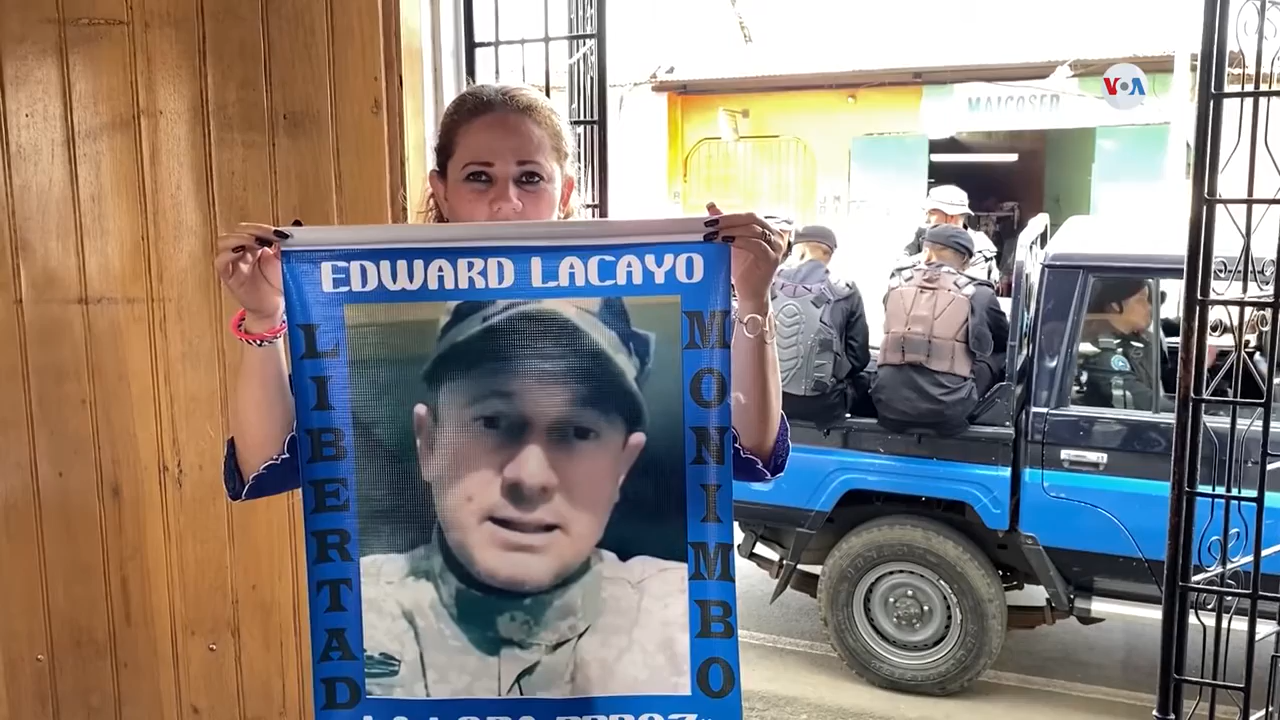 VOA
MAICOSER
EDWARD LACAYO
LIBERTAD
MONIMBO